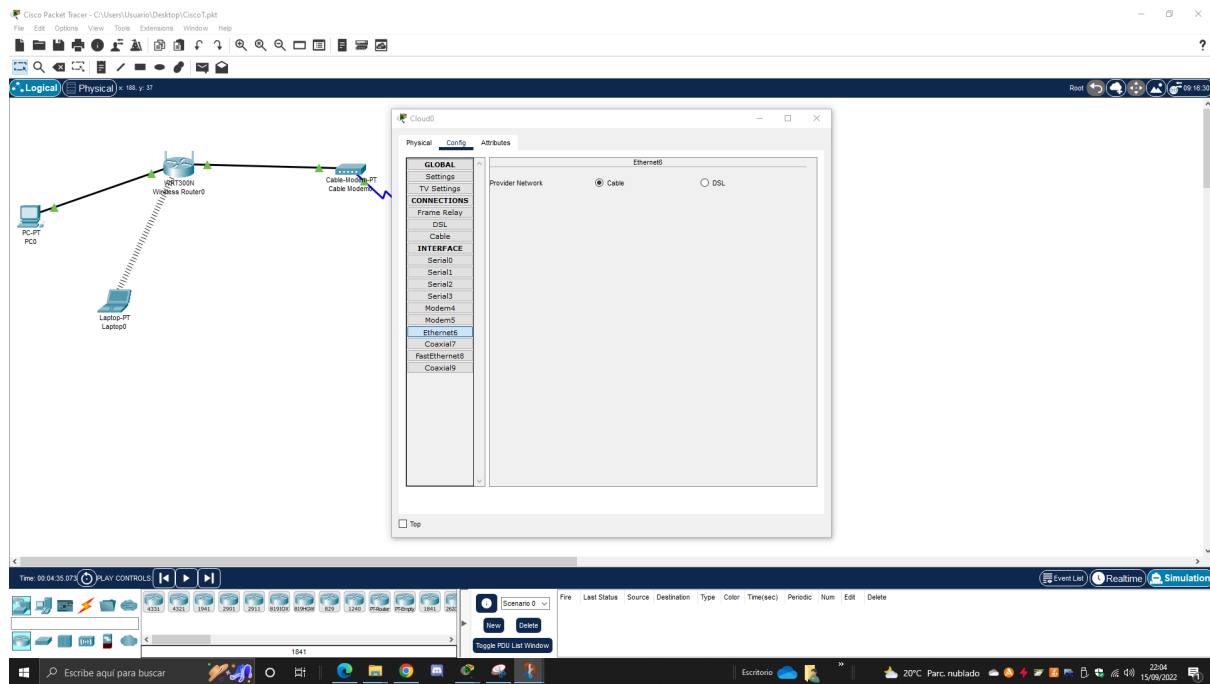 Cisco Packet Tracer - C:\Users\Usuario\Desktop\CiscoT.pkt
File Edit Options View Tools Extensions Window Help
?
Logical Physical x: 188, y: 37 Root 09:16:30
Cloud0
Physical Config Attributes
GLOBAL
Settings
TV Settings
CONNECTIONS
Frame Relay
DSL
Cable
INTERFACE
Serial0
Serial1
Serial2
Serial3
Modem4
Modem5
Ethernet6
Coaxial7
FastEthernet8
Coaxial9
Ethernet6
Provider Network Cable DSL
Top
WRT300N
Wireless Router0
Cable-Modem-PT
Cable Modem0
PC-PT
PC0
Laptop-PT
Laptop0
Time: 00:04:35.073 PLAY CONTROLS: Event List Realtime Simulation
4331 4321 1941 2901 2911 819IOX 819HGW 829 1240 PT-Router PT-Empty 1841 262
1841
Scenario 0
New Delete
Toggle PDU List Window
Fire Last Status Source Destination Type Color Time(sec) Periodic Num Edit Delete
Escribe aquí para buscar
Escritorio
»
20°C Parc. nublado
22:04
15/09/2022